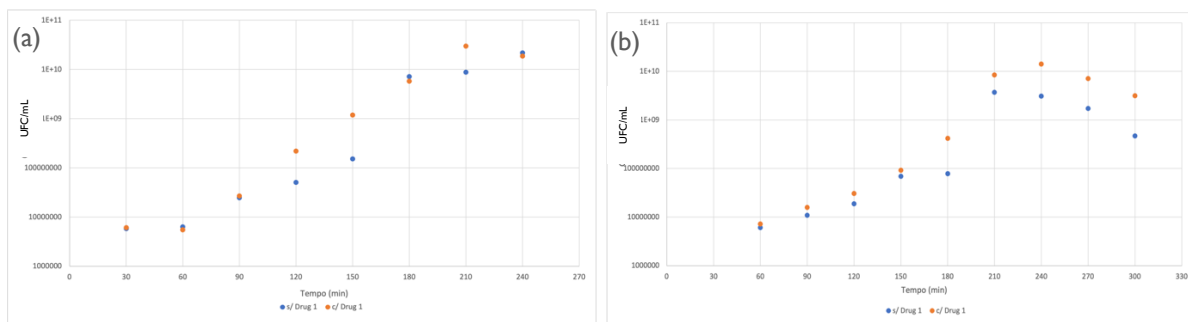 (a)
1E+11
1E+10
1E+09
100000000
10000000
1000000
UFC/mL
0 30 60 90 120 150 180 210 240 270
Tempo (min)
s/ Drug 1 c/ Drug 1
(b)
1E+11
1E+10
1E+09
100000000
10000000
1000000
UFC/mL
0 30 60 90 120 150 180 210 240 270 300 330
Tempo (min)
s/ Drug 1 c/ Drug 1